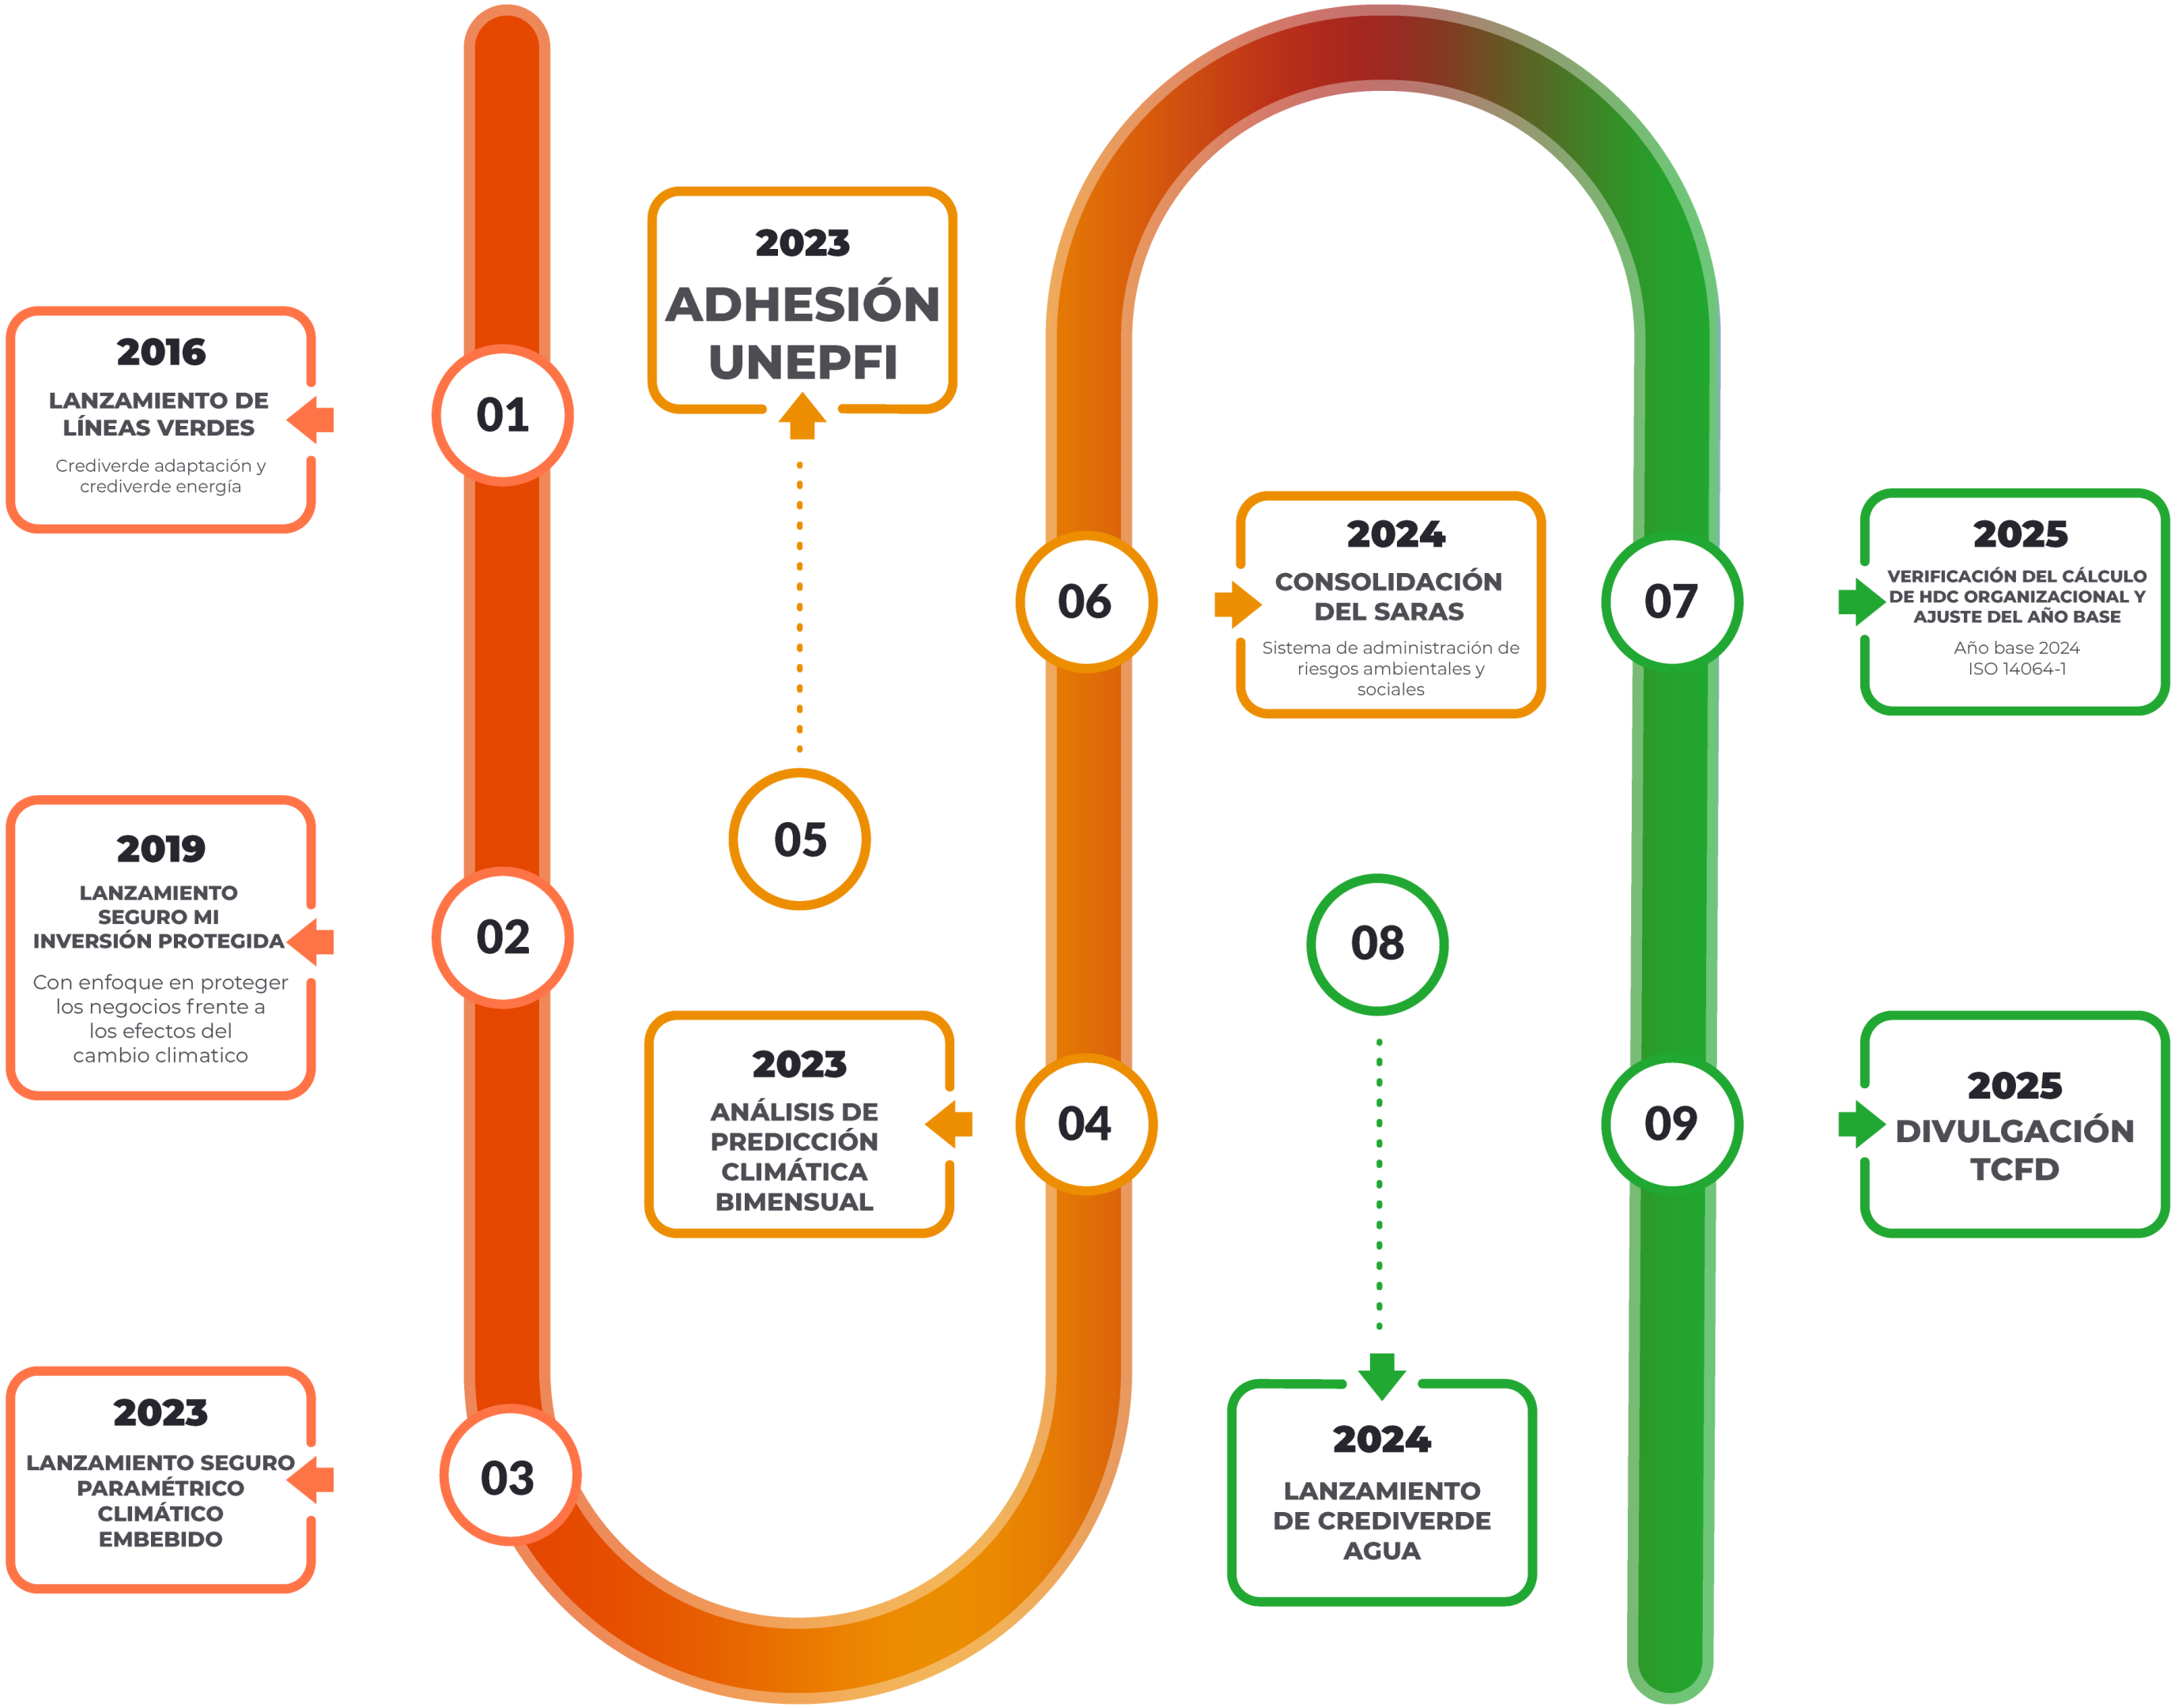 01
2016
LANZAMIENTO DE
LÍNEAS VERDES
Crediverde adaptación y
crediverde energía
02
2019
LANZAMIENTO
SEGURO MI
INVERSIÓN PROTEGIDA
Con enfoque en proteger
los negocios frente a
los efectos del
cambio climatico
03
2023
LANZAMIENTO SEGURO
PARAMÉTRICO
CLIMÁTICO
EMBEBIDO
04
2023
ANÁLISIS DE
PREDICCIÓN
CLIMÁTICA
BIMENSUAL
05
2023
ADHESIÓN
UNEPFI
06
2024
CONSOLIDACIÓN
DEL SARAS
Sistema de administración de
riesgos ambientales y
sociales
07
2025
VERIFICACIÓN DEL CÁLCULO
DE HDC ORGANIZACIONAL Y
AJUSTE DEL AÑO BASE
Año base 2024
ISO 14064-1
08
2024
LANZAMIENTO
DE CREDIVERDE
AGUA
09
2025
DIVULGACIÓN
TCFD